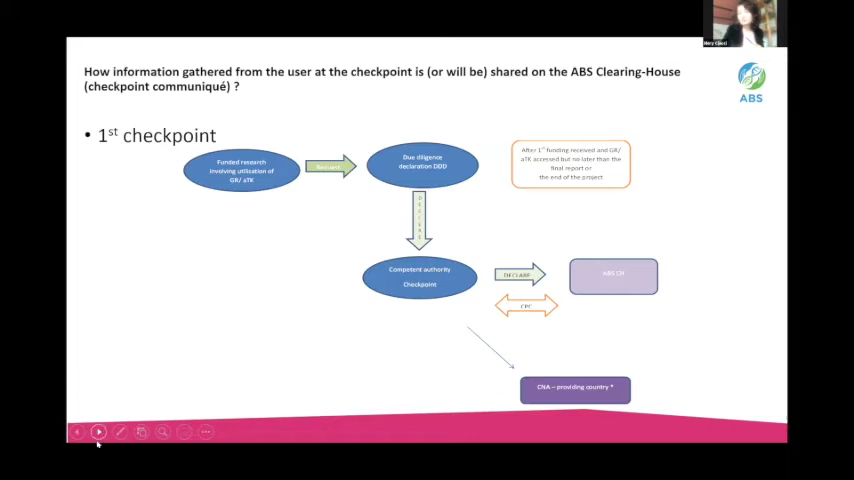 How information gathered from the user at the checkpoint is (or will be) shared on the ABS Clearing-House
(checkpoint communiqué) ?
ABS
• 1st checkpoint
Funded research
involving utilisation of
GR/ aTK
Due diligence
declaration DDD
After 1st funding received and GR/
aTK accessed but no later than the
final report or
the end of the project
Competent authority
Checkpoint
DECLARE
ABS CH
CPC
CNA – providing country *